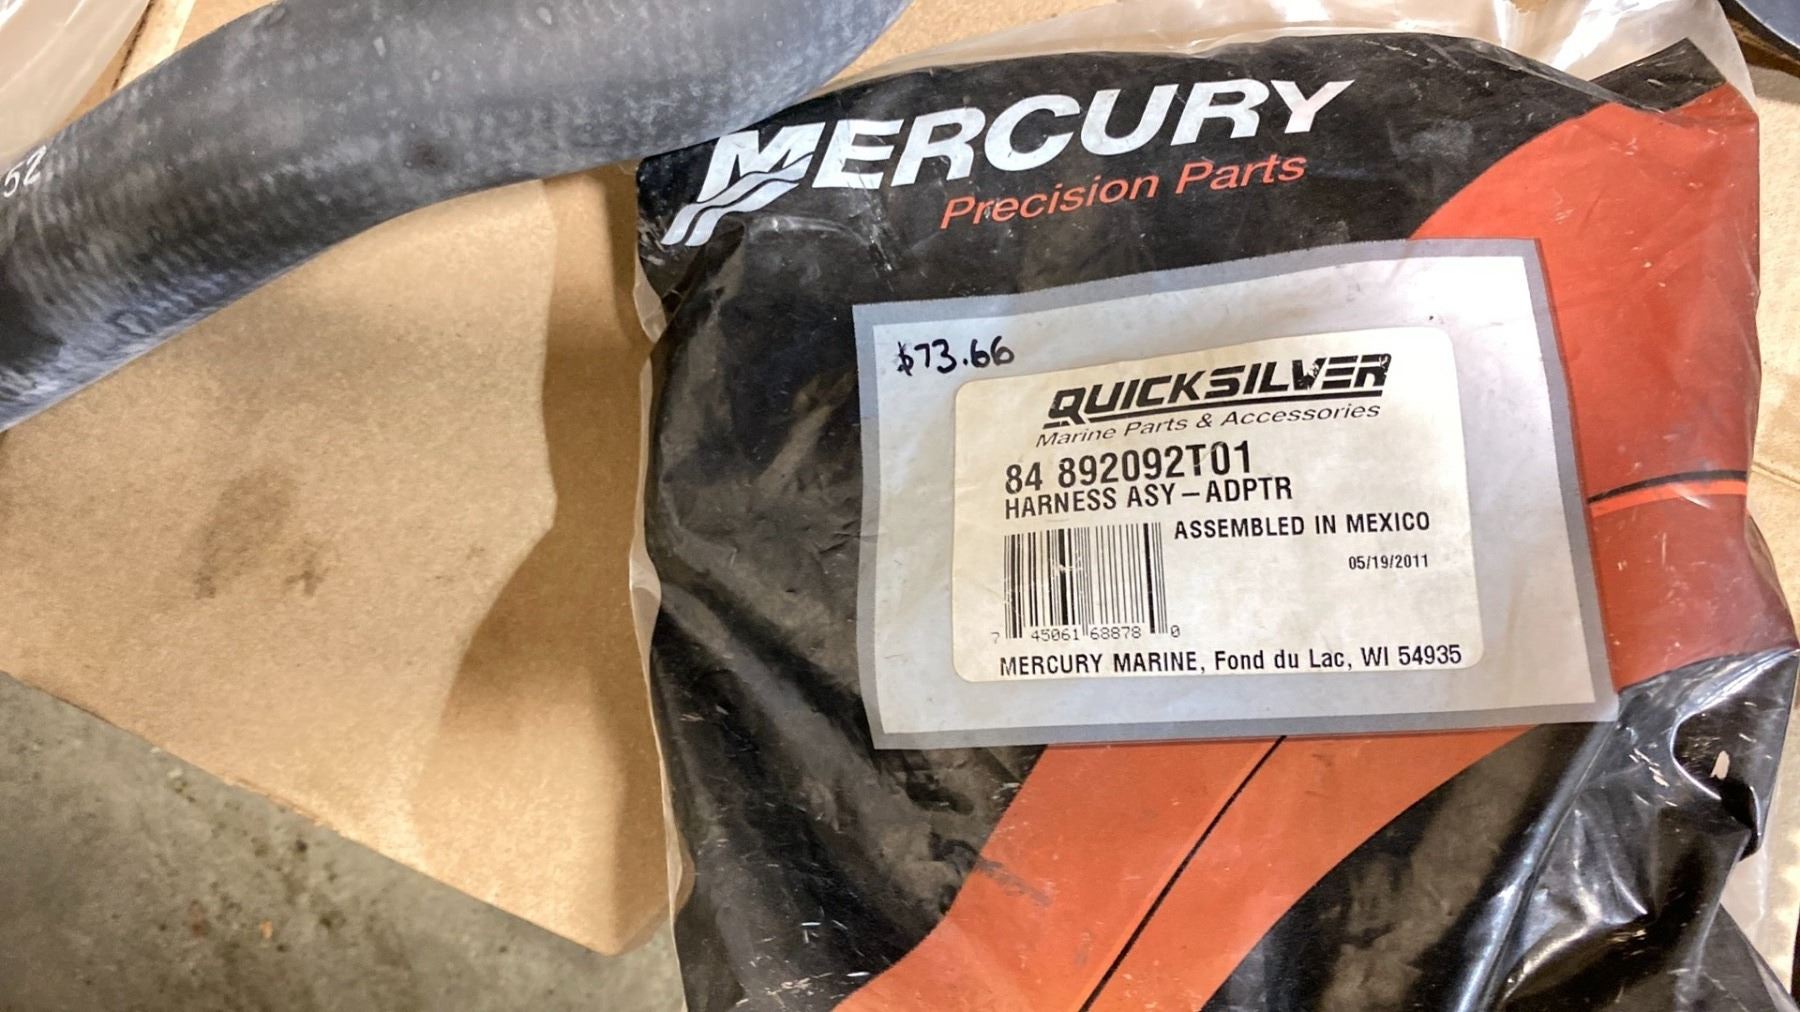 52
MERCURY
Precision Parts
$73.66
QUICKSILVER
Marine Parts & Accessories
84 892092T01
HARNESS ASY-ADPTR
ASSEMBLED IN MEXICO
05/19/2011
7 45061 68878 0
MERCURY MARINE, Fond du Lac, WI 54935